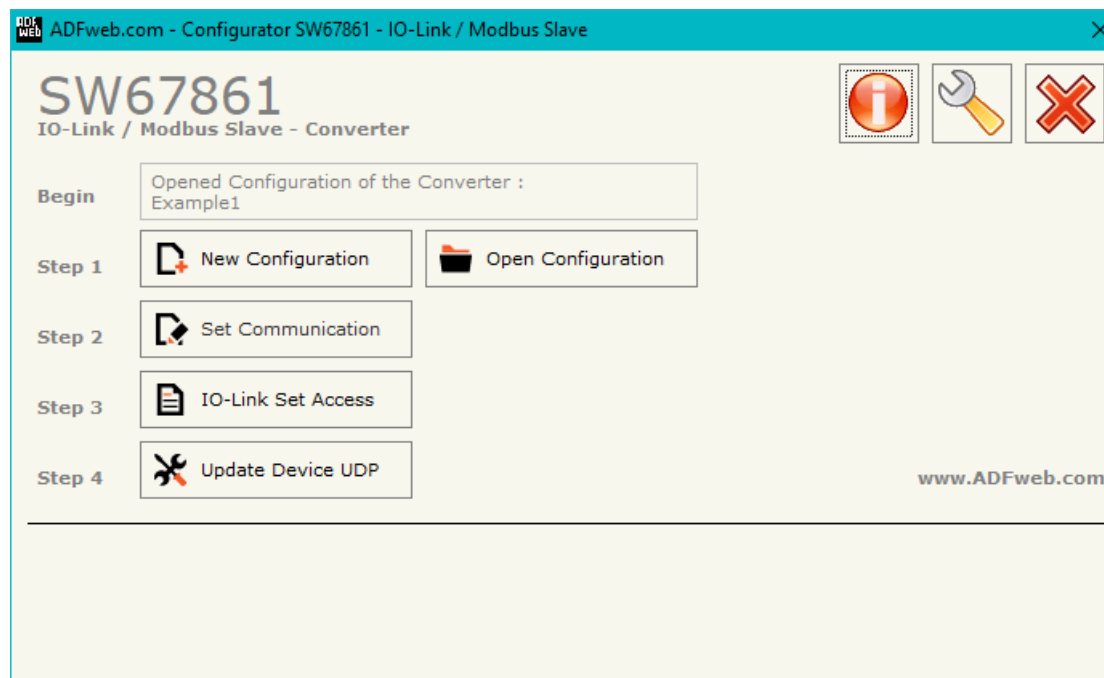 ADF
WEB
ADFweb.com - Configurator SW67861 - IO-Link / Modbus Slave
SW67861
IO-Link / Modbus Slave - Converter
Begin
Opened Configuration of the Converter :
Example1
Step 1
New Configuration
Open Configuration
Step 2
Set Communication
Step 3
IO-Link Set Access
Step 4
Update Device UDP
www.ADFweb.com